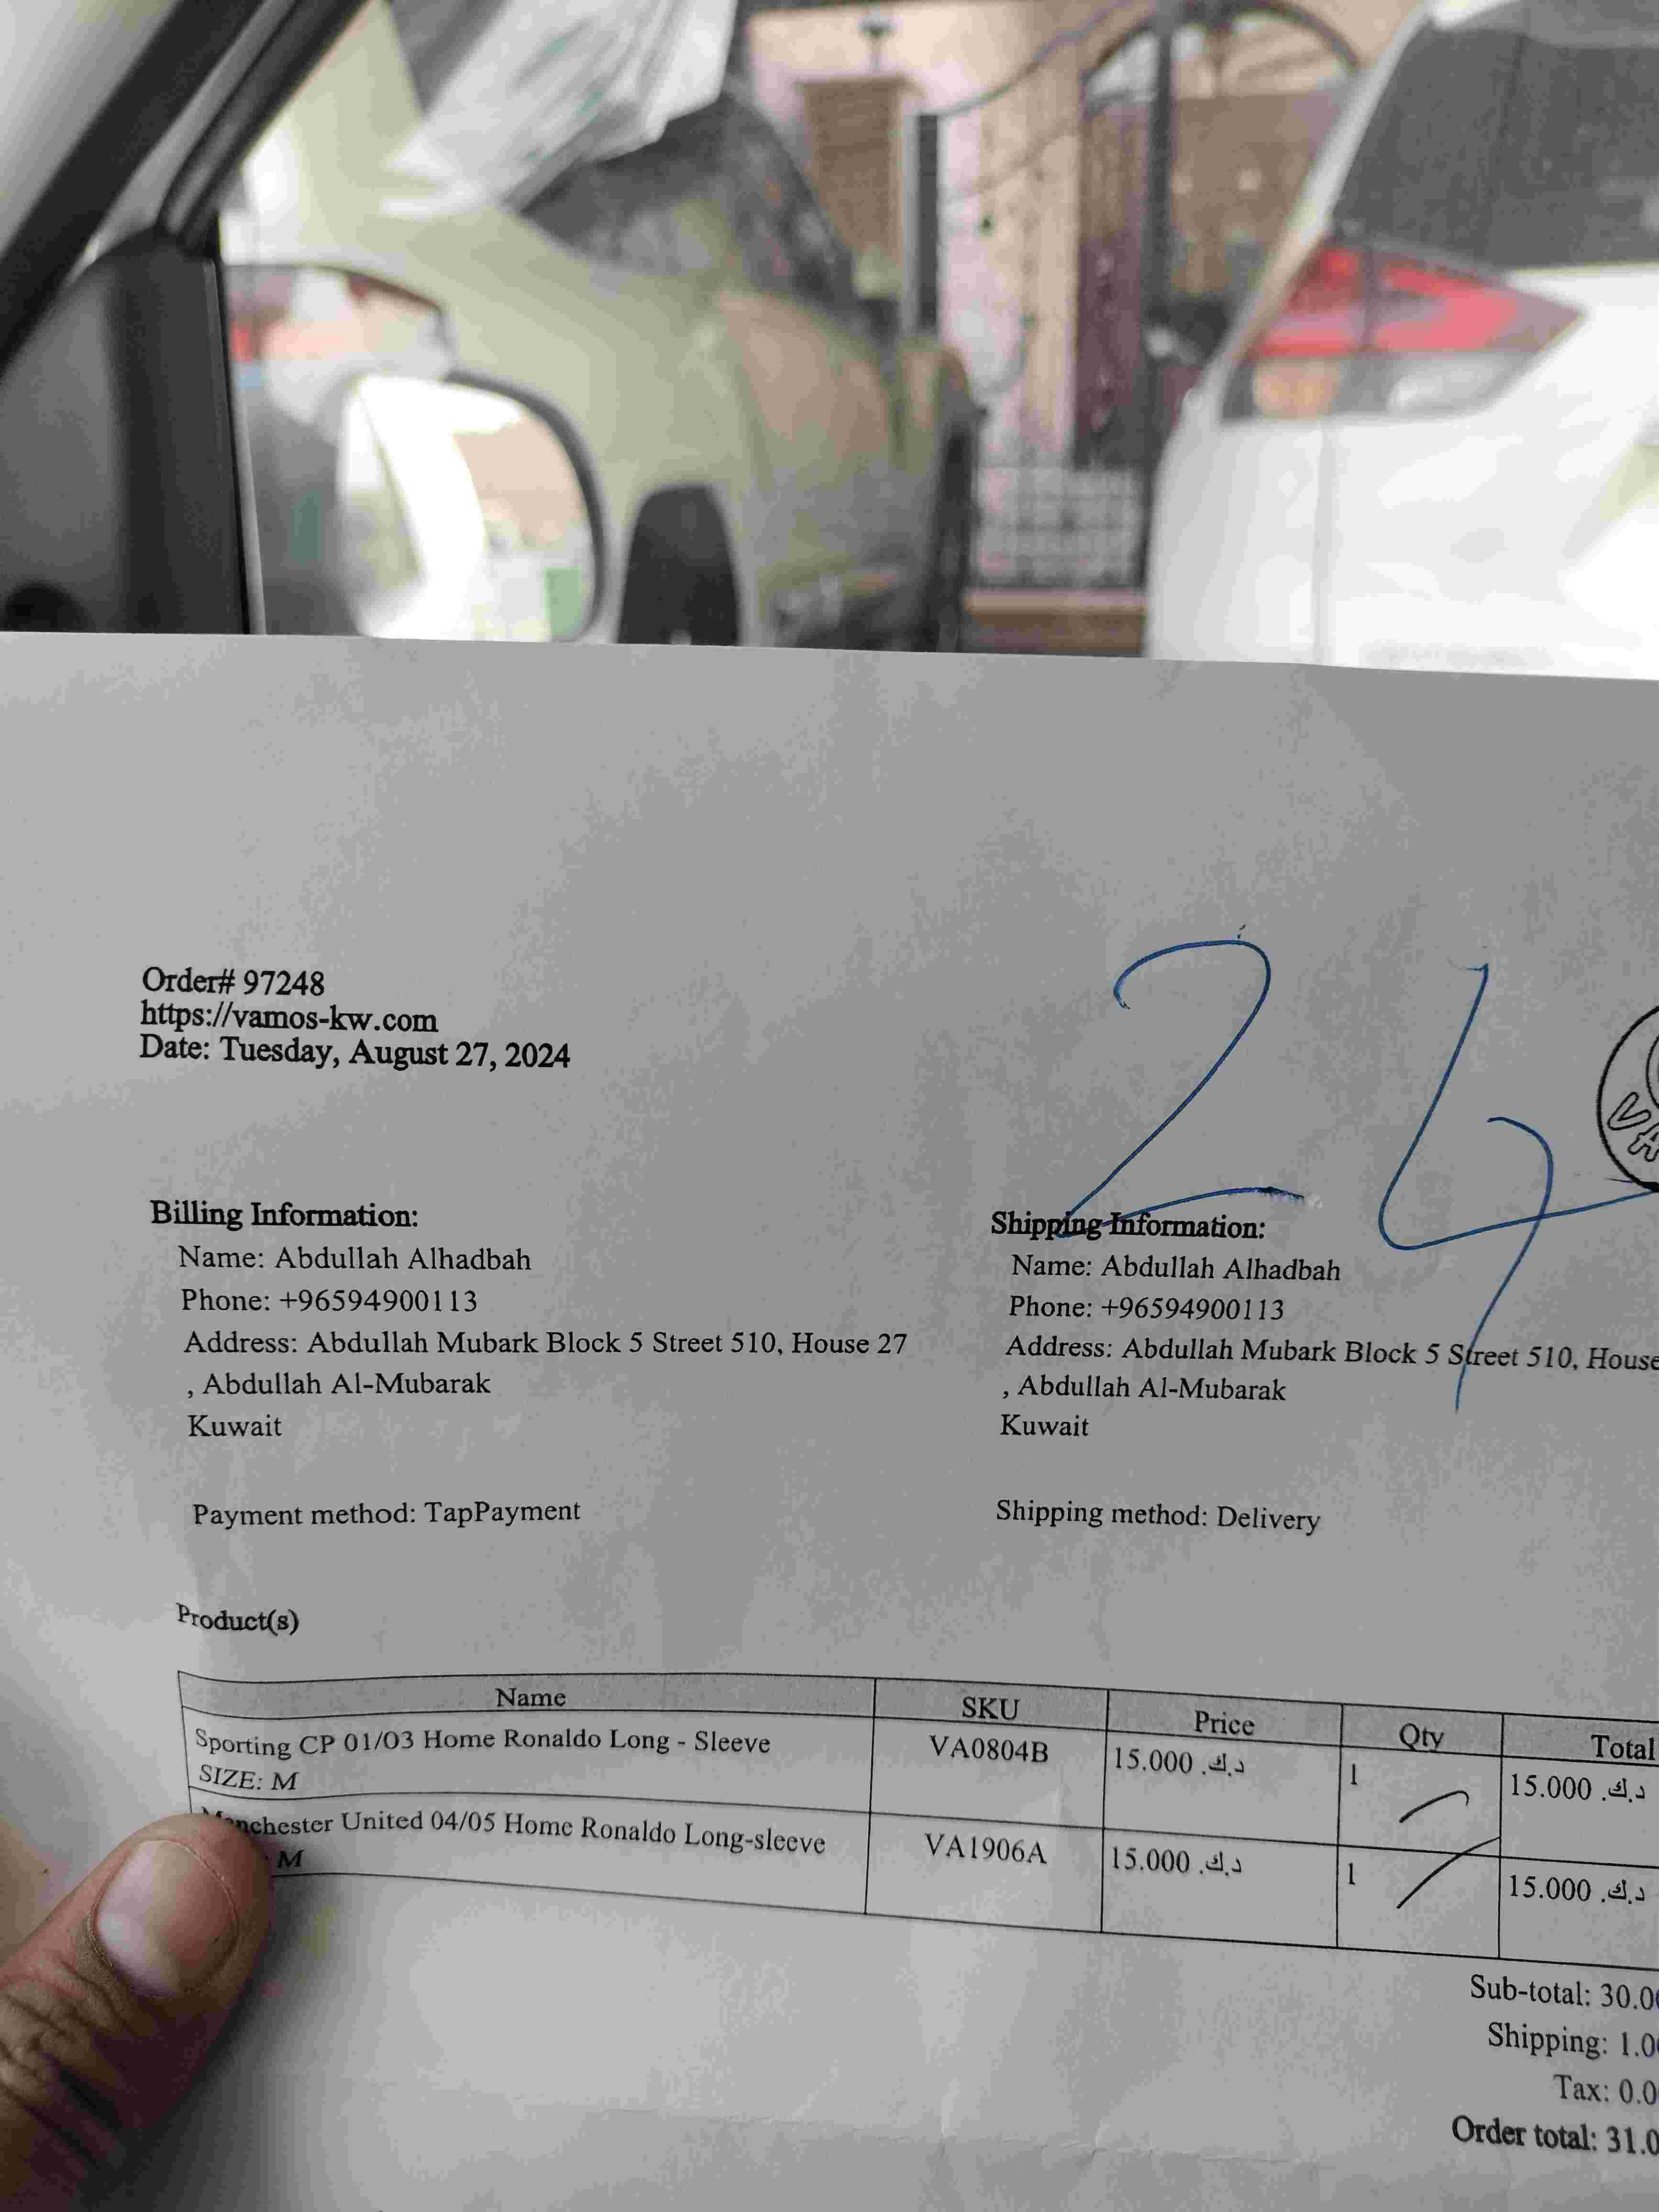 Order# 97248
https://vamos-kw.com
Date: Tuesday, August 27, 2024
24
VA
Billing Information:
Name: Abdullah Alhadbah
Phone: +96594900113
Address: Abdullah Mubark Block 5 Street 510, House 27
, Abdullah Al-Mubarak
Kuwait
Payment method: TapPayment
Shipping Information:
Name: Abdullah Alhadbah
Phone: +96594900113
Address: Abdullah Mubark Block 5 Street 510, House
, Abdullah Al-Mubarak
Kuwait
Shipping method: Delivery
Product(s)
Name SKU Price Qty Total
Sporting CP 01/O3 Home Ronaldo Long - Sleeve VA0804B 15.000 د.ك. 1 15.000 د.ك.
SIZE: M
Manchester United 04/05 Home Ronaldo Long-sleeve VA1906A 15.000 د.ك. 1 15.000 د.ك.
M
Sub-total: 30.0
Shipping: 1.0
Tax: 0.0
Order total: 31.0